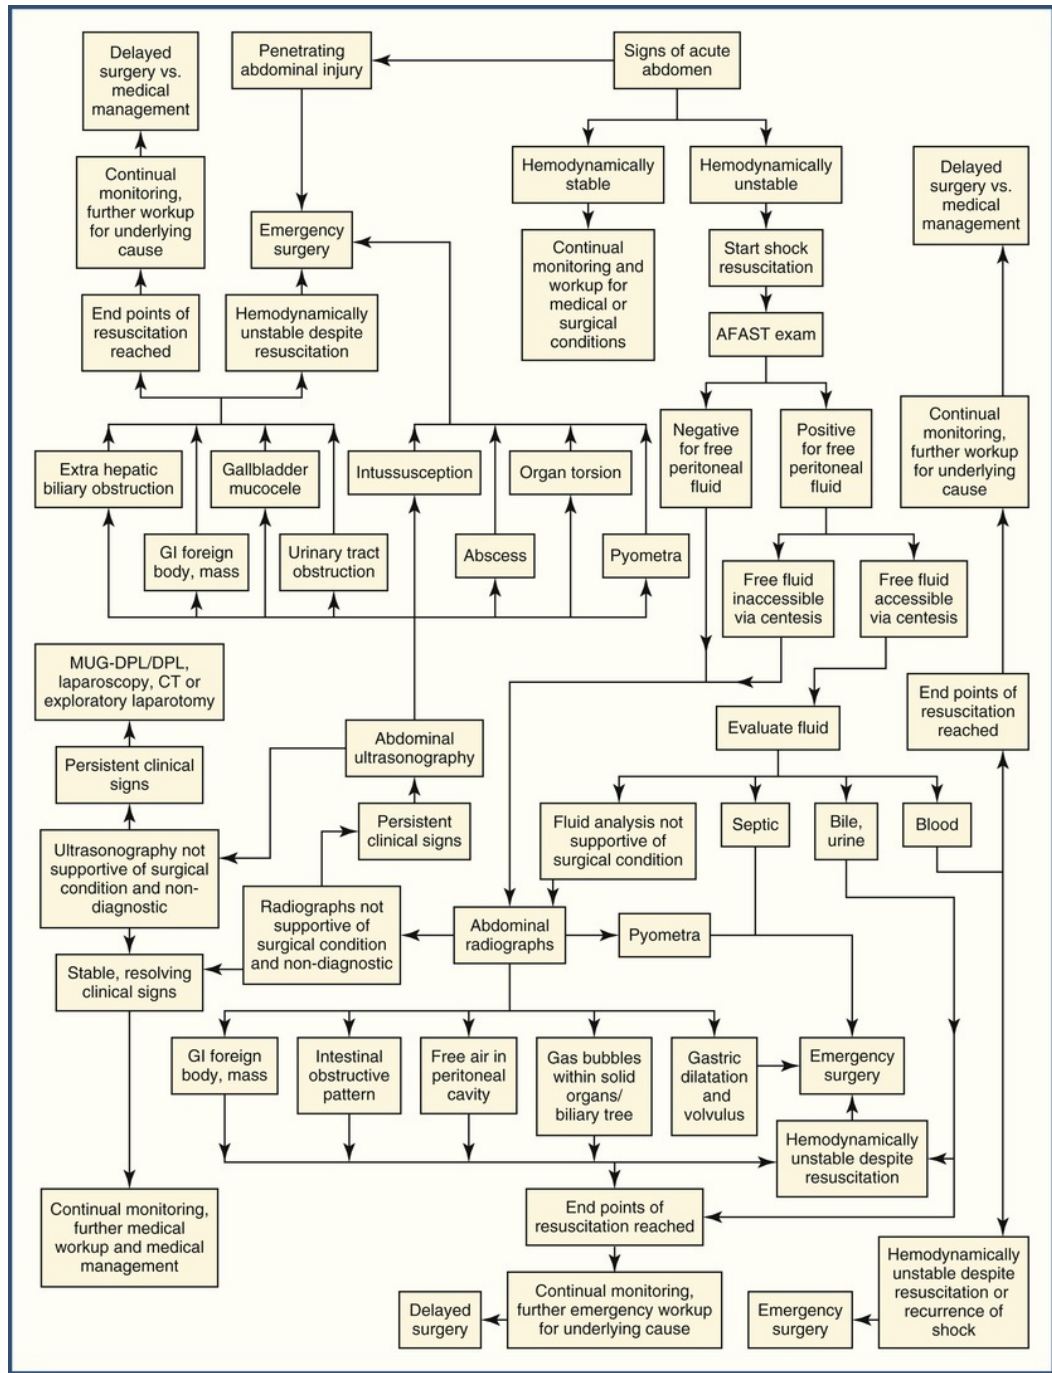 Delayed
surgery vs.
medical
management
Penetrating
abdominal injury
Signs of acute
abdomen
Continual
monitoring,
further workup
for underlying
cause
Hemodynamically
stable
Hemodynamically
unstable
Delayed
surgery vs.
medical
management
Emergency
surgery
Continual
monitoring and
workup for
medical or
surgical
conditions
Start shock
resuscitation
End points of
resuscitation
reached
Hemodynamically
unstable despite
resuscitation
AFAST exam
Negative
for free
peritoneal
fluid
Positive
for free
peritoneal
fluid
Continual
monitoring,
further workup
for underlying
cause
Extra hepatic
biliary obstruction
Gallbladder
mucocele
Intussusception
Organ torsion
GI foreign
body, mass
Urinary tract
obstruction
Abscess
Pyometra
Free fluid
inaccessible
via centesis
Free fluid
accessible
via centesis
MUG-DPL/DPL,
laparoscopy, CT or
exploratory laparotomy
End points of
resuscitation
reached
Evaluate fluid
Abdominal
ultrasonography
Persistent clinical
signs
Persistent
clinical signs
Fluid analysis not
supportive of
surgical condition
Septic
Bile,
urine
Blood
Ultrasonography not
supportive of surgical
condition and non-
diagnostic
Radiographs not
supportive of
surgical condition
and non-diagnostic
Abdominal
radiographs
Pyometra
Stable, resolving
clinical signs
GI foreign
body, mass
Intestinal
obstructive
pattern
Free air in
peritoneal
cavity
Gas bubbles
within solid
organs/
biliary tree
Gastric
dilatation
and
volvulus
Emergency
surgery
Hemodynamically
unstable despite
resuscitation
Continual monitoring,
further medical
workup and medical
management
End points of
resuscitation reached
Hemodynamically
unstable despite
resuscitation or
recurrence of
shock
Delayed
surgery
Continual monitoring,
further emergency workup
for underlying cause
Emergency
surgery